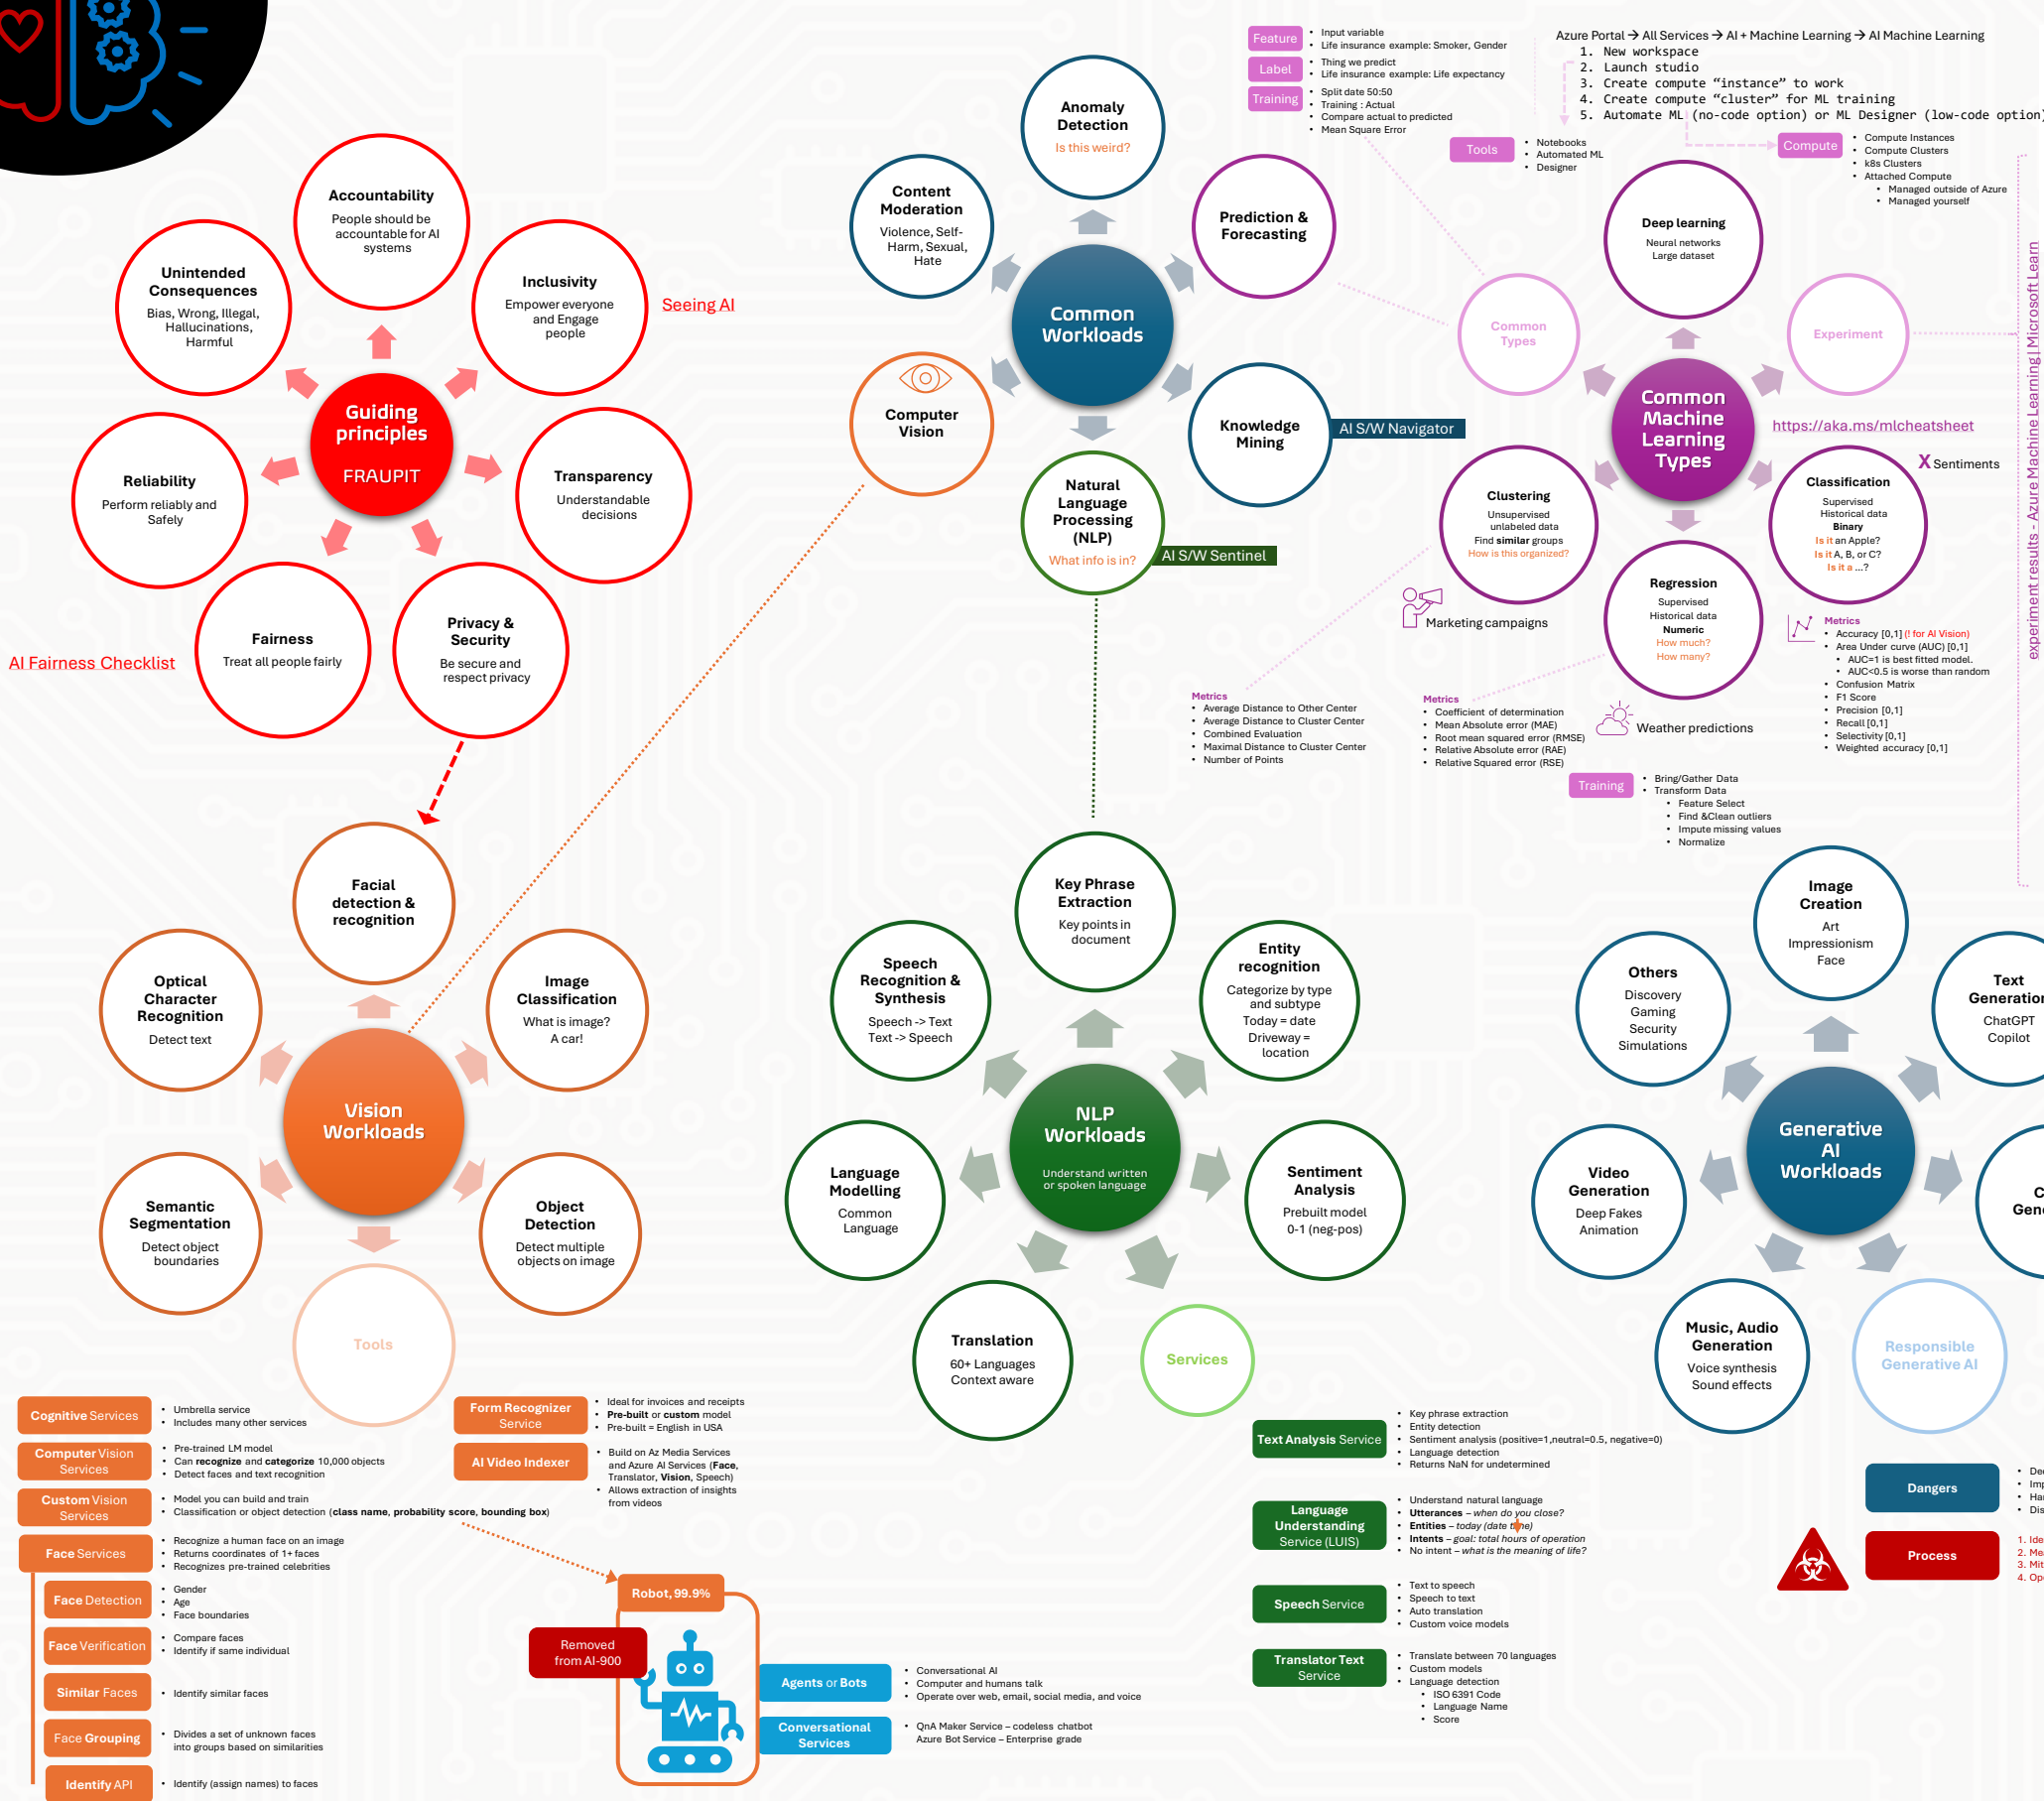 Accountability
People should be
accountable for AI
systems
Unintended
Consequences
Bias, Wrong, Illegal,
Hallucinations,
Harmful
Inclusivity
Empower everyone
and Engage
people
Seeing AI
Guiding
principles
FRAUPIT
Reliability
Perform reliably and
Safely
Transparency
Understandable
decisions
Fairness
Treat all people fairly
AI Fairness Checklist
Privacy &
Security
Be secure and
respect privacy
Anomaly
Detection
Is this weird?
Content
Moderation
Violence, Self-
Harm, Sexual,
Hate
Prediction &
Forecasting
Common
Workloads
Computer
Vision
Knowledge
Mining
AI S/W Navigator
Natural
Language
Processing
(NLP)
What info is in?
AI S/W Sentinel
Feature
• Input variable
• Life insurance example: Smoker, Gender
Label
• Thing we predict
• Life insurance example: Life expectancy
Training
• Split date 50:50
• Training : Actual
• Compare actual to predicted
• Mean Square Error
Azure Portal → All Services → AI + Machine Learning → AI Machine Learning
1. New workspace
2. Launch studio
3. Create compute “instance” to work
4. Create compute “cluster” for ML training
5. Automate ML (no-code option) or ML Designer (low-code option)
Tools
• Notebooks
• Automated ML
• Designer
Compute
• Compute Instances
• Compute Clusters
• k8s Clusters
• Attached Compute
• Managed outside of Azure
• Managed yourself
Deep learning
Neural networks
Large dataset
Common
Types
Experiment
experiment results - Azure Machine Learning | Microsoft Learn
Common
Machine
Learning
Types
https://aka.ms/mlcheatsheet
X Sentiments
Clustering
Unsupervised
unlabeled data
Find similar groups
How is this organized?
Marketing campaigns
Classification
Supervised
Historical data
Binary
Is it an Apple?
Is it A, B, or C?
Is it a ...?
Regression
Supervised
Historical data
Numeric
How much?
How many?
Weather predictions
Metrics
• Accuracy [0,1] (! for AI Vision)
• Area Under curve (AUC) [0,1]
• AUC=1 is best fitted model.
• AUC<0.5 is worse than random
• Confusion Matrix
• F1 Score
• Precision [0,1]
• Recall [0,1]
• Selectivity [0,1]
• Weighted accuracy [0,1]
Metrics
• Average Distance to Other Center
• Average Distance to Cluster Center
• Combined Evaluation
• Maximal Distance to Cluster Center
• Number of Points
Metrics
• Coefficient of determination
• Mean Absolute error (MAE)
• Root mean squared error (RMSE)
• Relative Absolute error (RAE)
• Relative Squared error (RSE)
Training
• Bring/Gather Data
• Transform Data
• Feature Select
• Find &Clean outliers
• Impute missing values
• Normalize
Facial
detection &
recognition
Optical
Character
Recognition
Detect text
Image
Classification
What is image?
A car!
Vision
Workloads
Semantic
Segmentation
Detect object
boundaries
Object
Detection
Detect multiple
objects on image
Tools
Key Phrase
Extraction
Key points in
document
Speech
Recognition &
Synthesis
Speech -> Text
Text -> Speech
Entity
recognition
Categorize by type
and subtype
Today = date
Driveway =
location
NLP
Workloads
Understand written
or spoken language
Language
Modelling
Common
Language
Sentiment
Analysis
Prebuilt model
0-1 (neg-pos)
Translation
60+ Languages
Context aware
Services
Image
Creation
Art
Impressionism
Face
Others
Discovery
Gaming
Security
Simulations
Text
Generation
ChatGPT
Copilot
Generative
AI
Workloads
Video
Generation
Deep Fakes
Animation
C
Gene
Music, Audio
Generation
Voice synthesis
Sound effects
Responsible
Generative AI
Cognitive Services
• Umbrella service
• Includes many other services
Computer Vision
Services
• Pre-trained LM model
• Can recognize and categorize 10,000 objects
• Detect faces and text recognition
Custom Vision
Services
• Model you can build and train
• Classification or object detection (class name, probability score, bounding box)
Face Services
• Recognize a human face on an image
• Returns coordinates of 1+ faces
• Recognizes pre-trained celebrities
Face Detection
• Gender
• Age
• Face boundaries
Face Verification
• Compare faces
• Identify if same individual
Similar Faces
• Identify similar faces
Face Grouping
• Divides a set of unknown faces
into groups based on similarities
Identify API
• Identify (assign names) to faces
Form Recognizer
Service
• Ideal for invoices and receipts
• Pre-built or custom model
• Pre-built = English in USA
AI Video Indexer
• Build on Az Media Services
and Azure AI Services (Face,
Translator, Vision, Speech)
• Allows extraction of insights
from videos
Robot, 99.9%
Removed
from AI-900
Agents or Bots
• Conversational AI
• Computer and humans talk
• Operate over web, email, social media, and voice
Conversational
Services
• QnA Maker Service – codeless chatbot
Azure Bot Service – Enterprise grade
Text Analysis Service
• Key phrase extraction
• Entity detection
• Sentiment analysis (positive=1,neutral=0.5, negative=0)
• Language detection
• Returns NaN for undetermined
Language
Understanding
Service (LUIS)
• Understand natural language
• Utterances – when do you close?
• Entities – today (date time)
• Intents – goal: total hours of operation
• No intent – what is the meaning of life?
Speech Service
• Text to speech
• Speech to text
• Auto translation
• Custom voice models
Translator Text
Service
• Translate between 70 languages
• Custom models
• Language detection
• ISO 6391 Code
• Language Name
• Score
Dangers
• Dee
• Imp
• Har
• Dis
Process
1. Ide
2. Me
3. Mit
4. Op